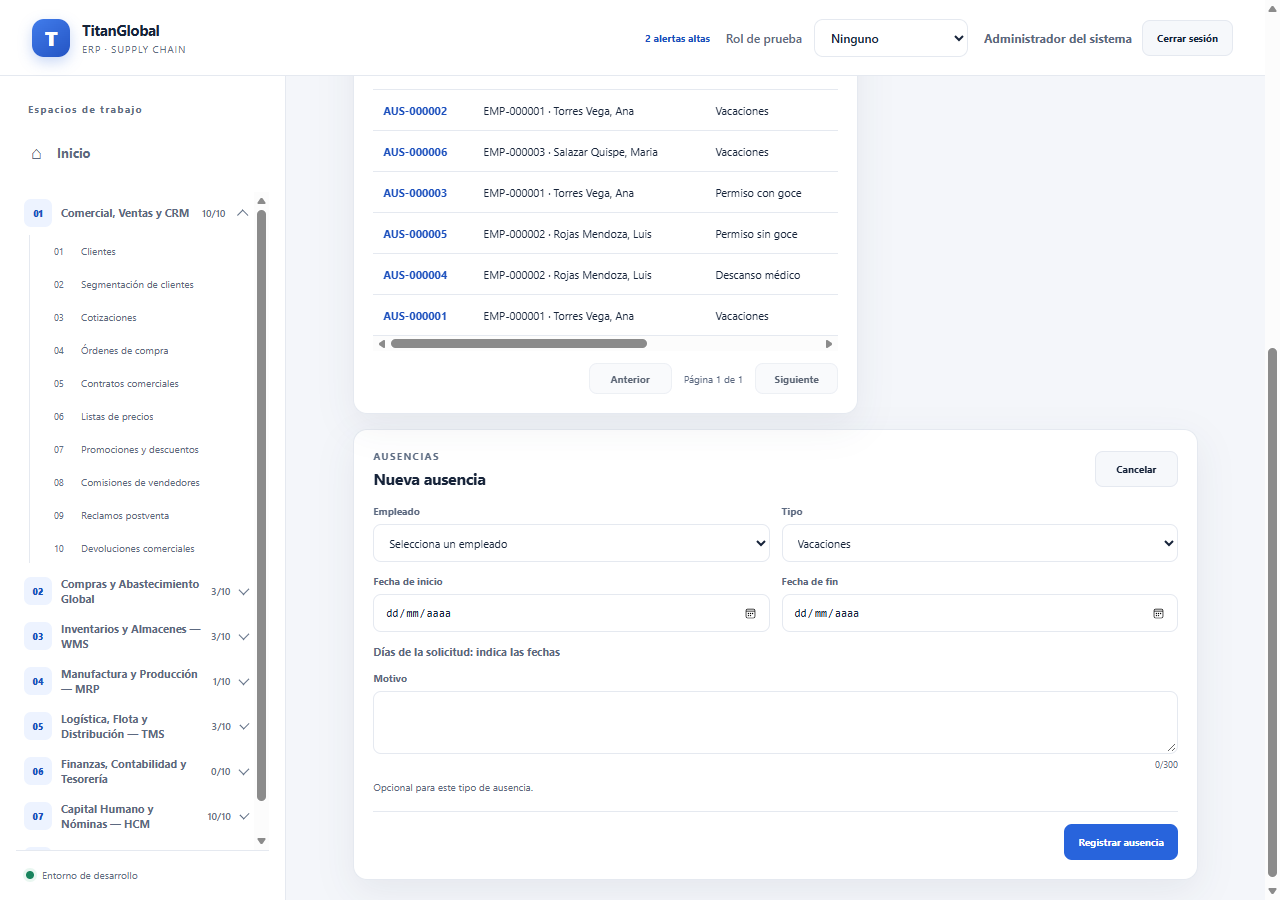 T
TitanGlobal
ERP · SUPPLY CHAIN
2 alertas altas
Rol de prueba
Ninguno
Administrador del sistema
Cerrar sesión
Espacios de trabajo
Inicio
01 Comercial, Ventas y CRM 10/10
01 Clientes
02 Segmentación de clientes
03 Cotizaciones
04 Órdenes de compra
05 Contratos comerciales
06 Listas de precios
07 Promociones y descuentos
08 Comisiones de vendedores
09 Reclamos postventa
10 Devoluciones comerciales
02 Compras y Abastecimiento
Global 3/10
03 Inventarios y Almacenes —
WMS 3/10
04 Manufactura y Producción
— MRP 1/10
05 Logística, Flota y
Distribución — TMS 3/10
06 Finanzas, Contabilidad y
Tesorería 0/10
07 Capital Humano y
Nóminas — HCM 10/10
Entorno de desarrollo
AUS-000002 EMP-000001 · Torres Vega, Ana Vacaciones
AUS-000006 EMP-000003 · Salazar Quispe, Maria Vacaciones
AUS-000003 EMP-000001 · Torres Vega, Ana Permiso con goce
AUS-000005 EMP-000002 · Rojas Mendoza, Luis Permiso sin goce
AUS-000004 EMP-000002 · Rojas Mendoza, Luis Descanso médico
AUS-000001 EMP-000001 · Torres Vega, Ana Vacaciones
Anterior Página 1 de 1 Siguiente
AUSENCIAS
Nueva ausencia
Cancelar
Empleado Tipo
Selecciona un empleado Vacaciones
Fecha de inicio Fecha de fin
dd/mm/aaaa dd/mm/aaaa
Días de la solicitud: indica las fechas
Motivo
0/300
Opcional para este tipo de ausencia.
Registrar ausencia